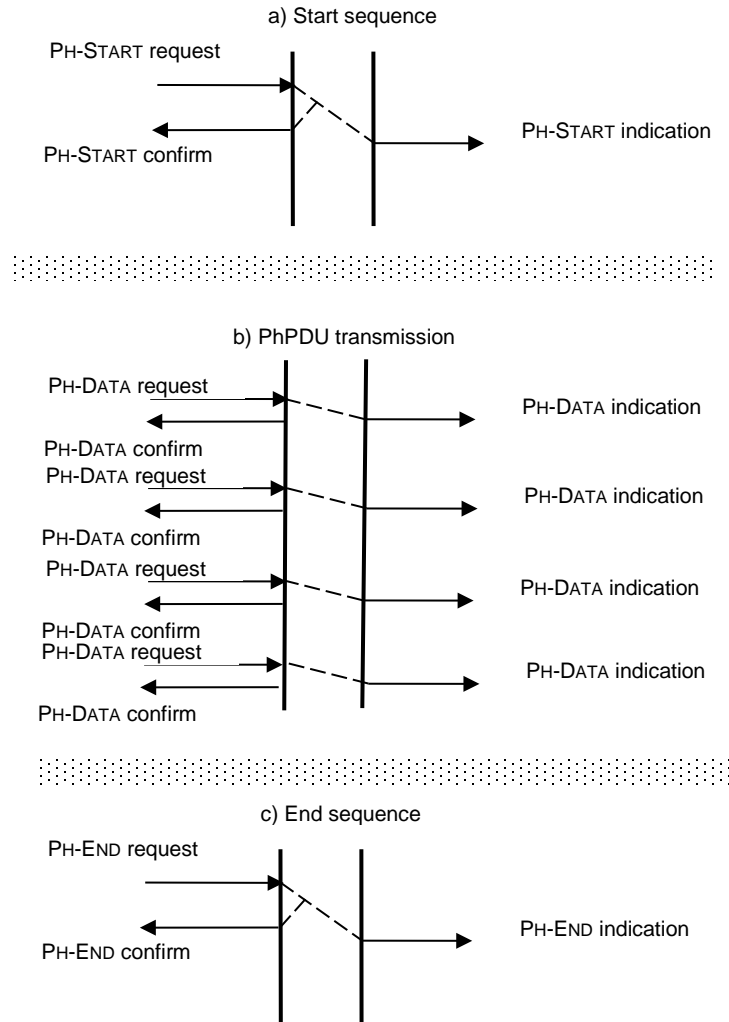 a) Start sequence
PH-START request
PH-START confirm
PH-START indication
b) PhPDU transmission
PH-DATA request
PH-DATA indication
PH-DATA confirm
PH-DATA request
PH-DATA indication
PH-DATA confirm
PH-DATA request
PH-DATA indication
PH-DATA confirm
PH-DATA request
PH-DATA indication
PH-DATA confirm
c) End sequence
PH-END request
PH-END indication
PH-END confirm